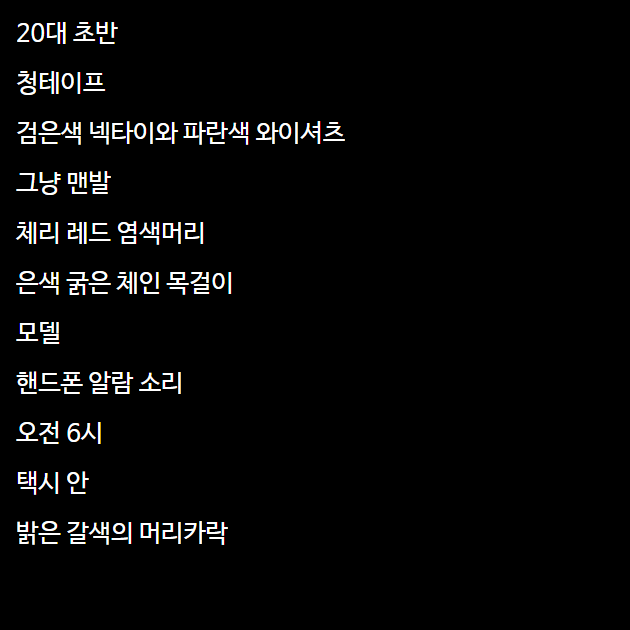 20대 초반
청테이프
검은색 넥타이와 파란색 와이셔츠
그냥 맨발
체리 레드 염색머리
은색 굵은 체인 목걸이
모델
핸드폰 알람 소리
오전 6시
택시 안
밝은 갈색의 머리카락